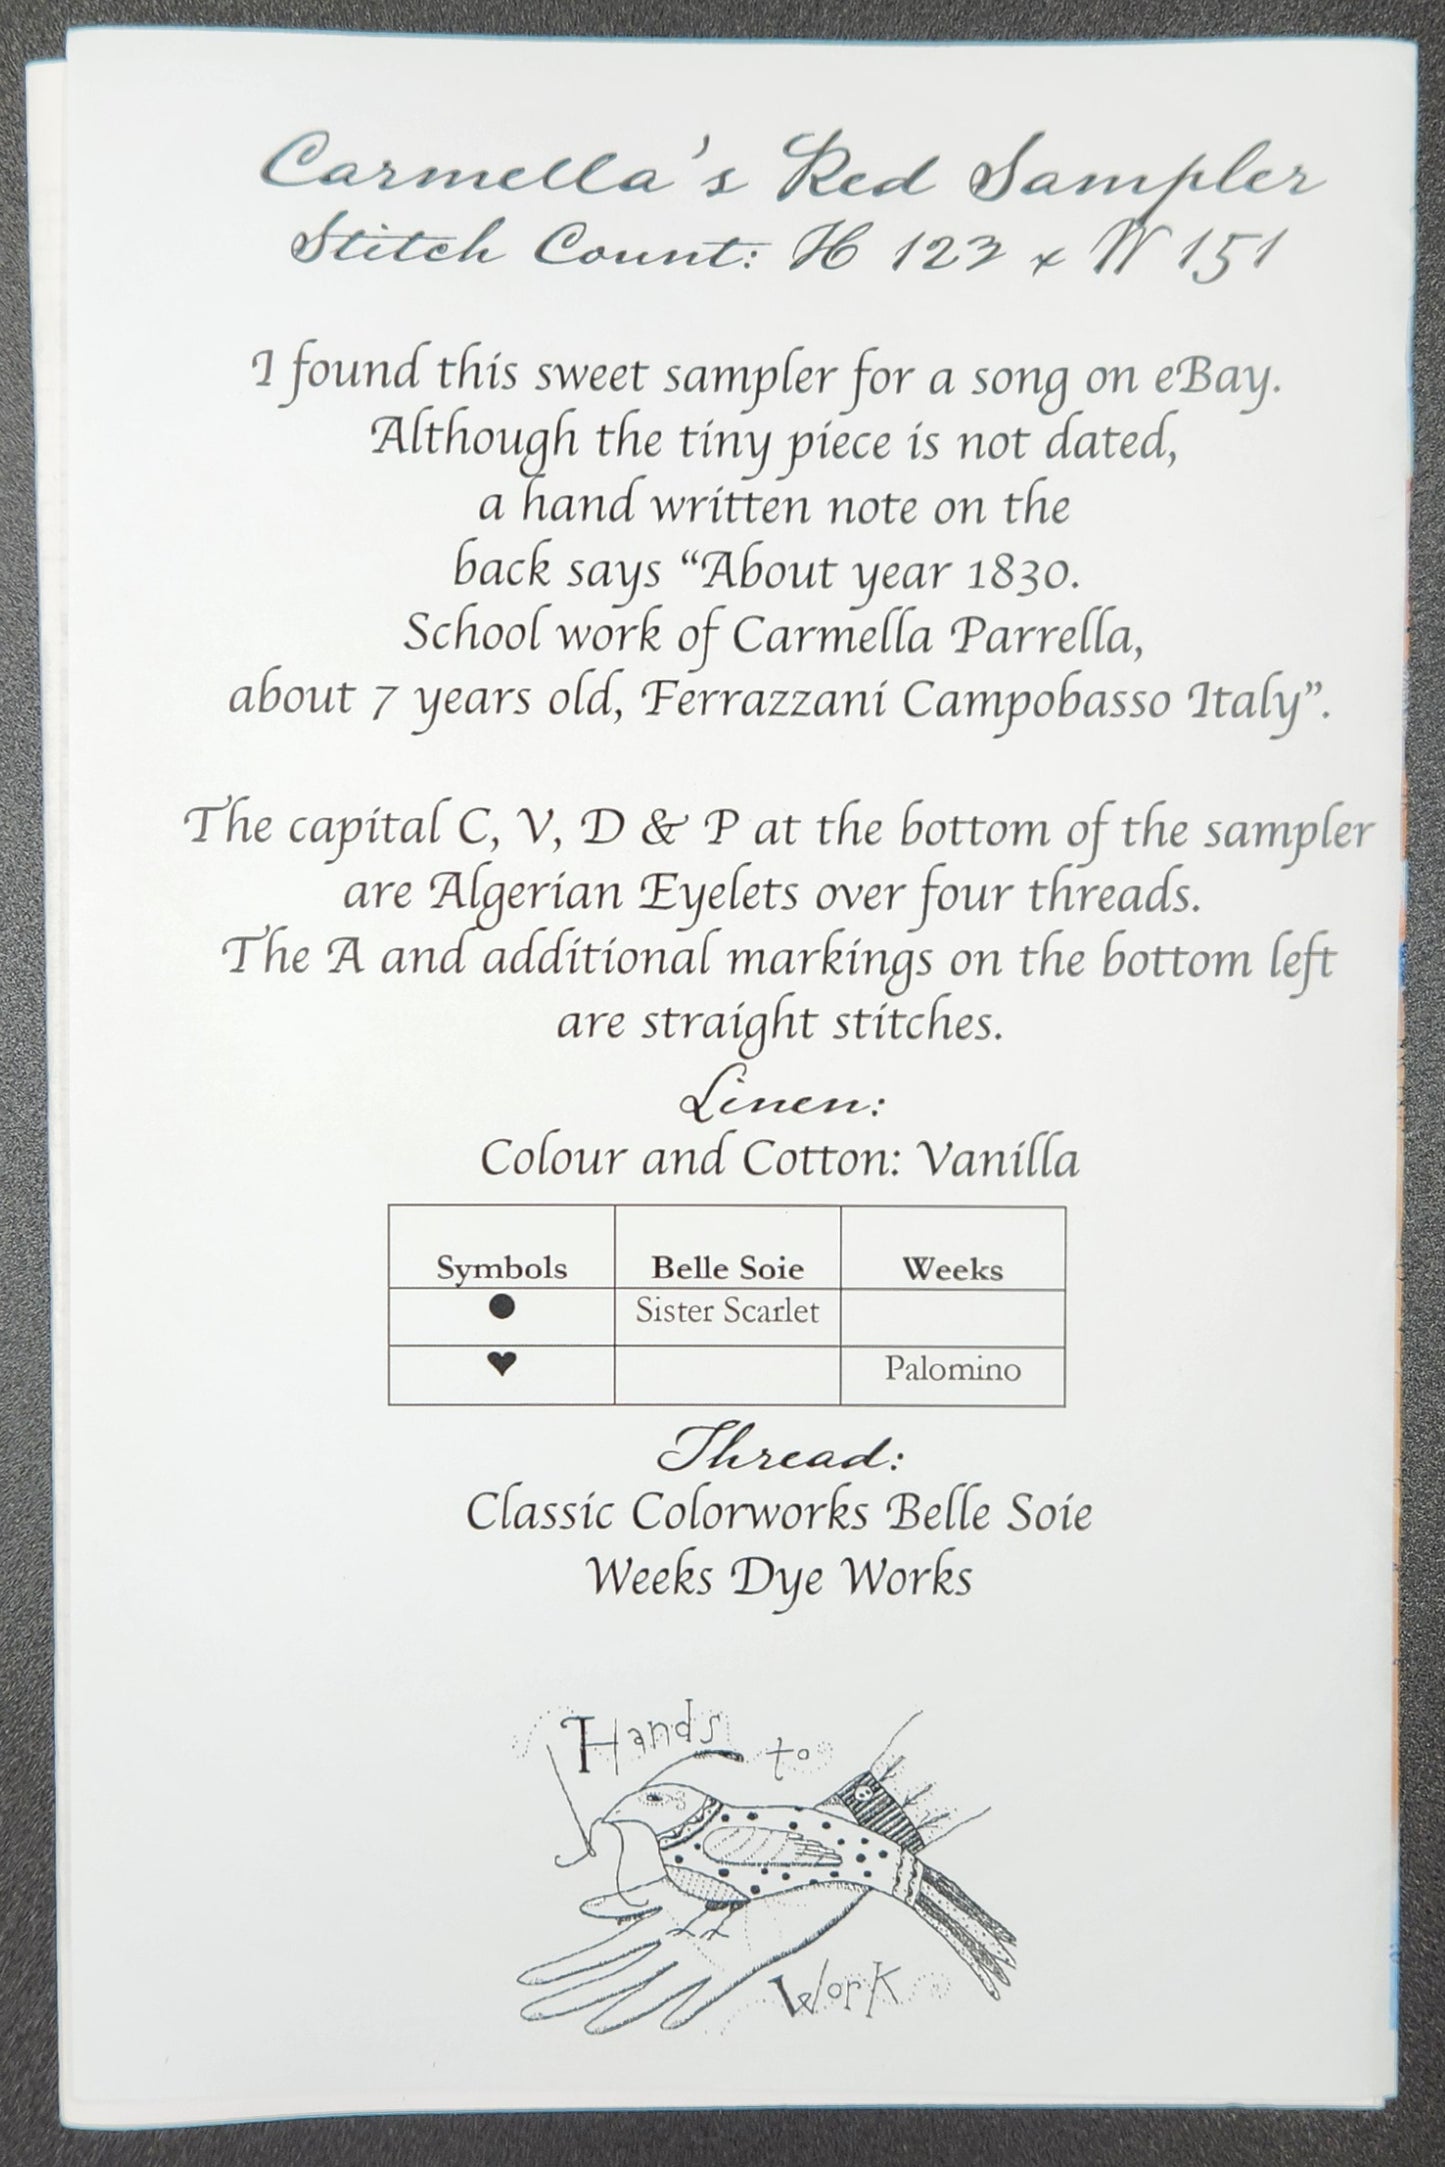 Carmella's Red Sampler
Stitch Count: H 123 x W 151
I found this sweet sampler for a song on eBay.
Although the tiny piece is not dated,
a hand written note on the
back says “About year 1830.
School work of Carmella Parrella,
about 7 years old, Ferrazzani Campobasso Italy”.
The capital C, V, D & P at the bottom of the sampler
are Algerian Eyelets over four threads.
The A and additional markings on the bottom left
are straight stitches.
Linen:
Colour and Cotton: Vanilla
Symbols Belle Soie Weeks
● Sister Scarlet
♥ Palomino
Thread:
Classic Colorworks Belle Soie
Weeks Dye Works
Hands to
Work